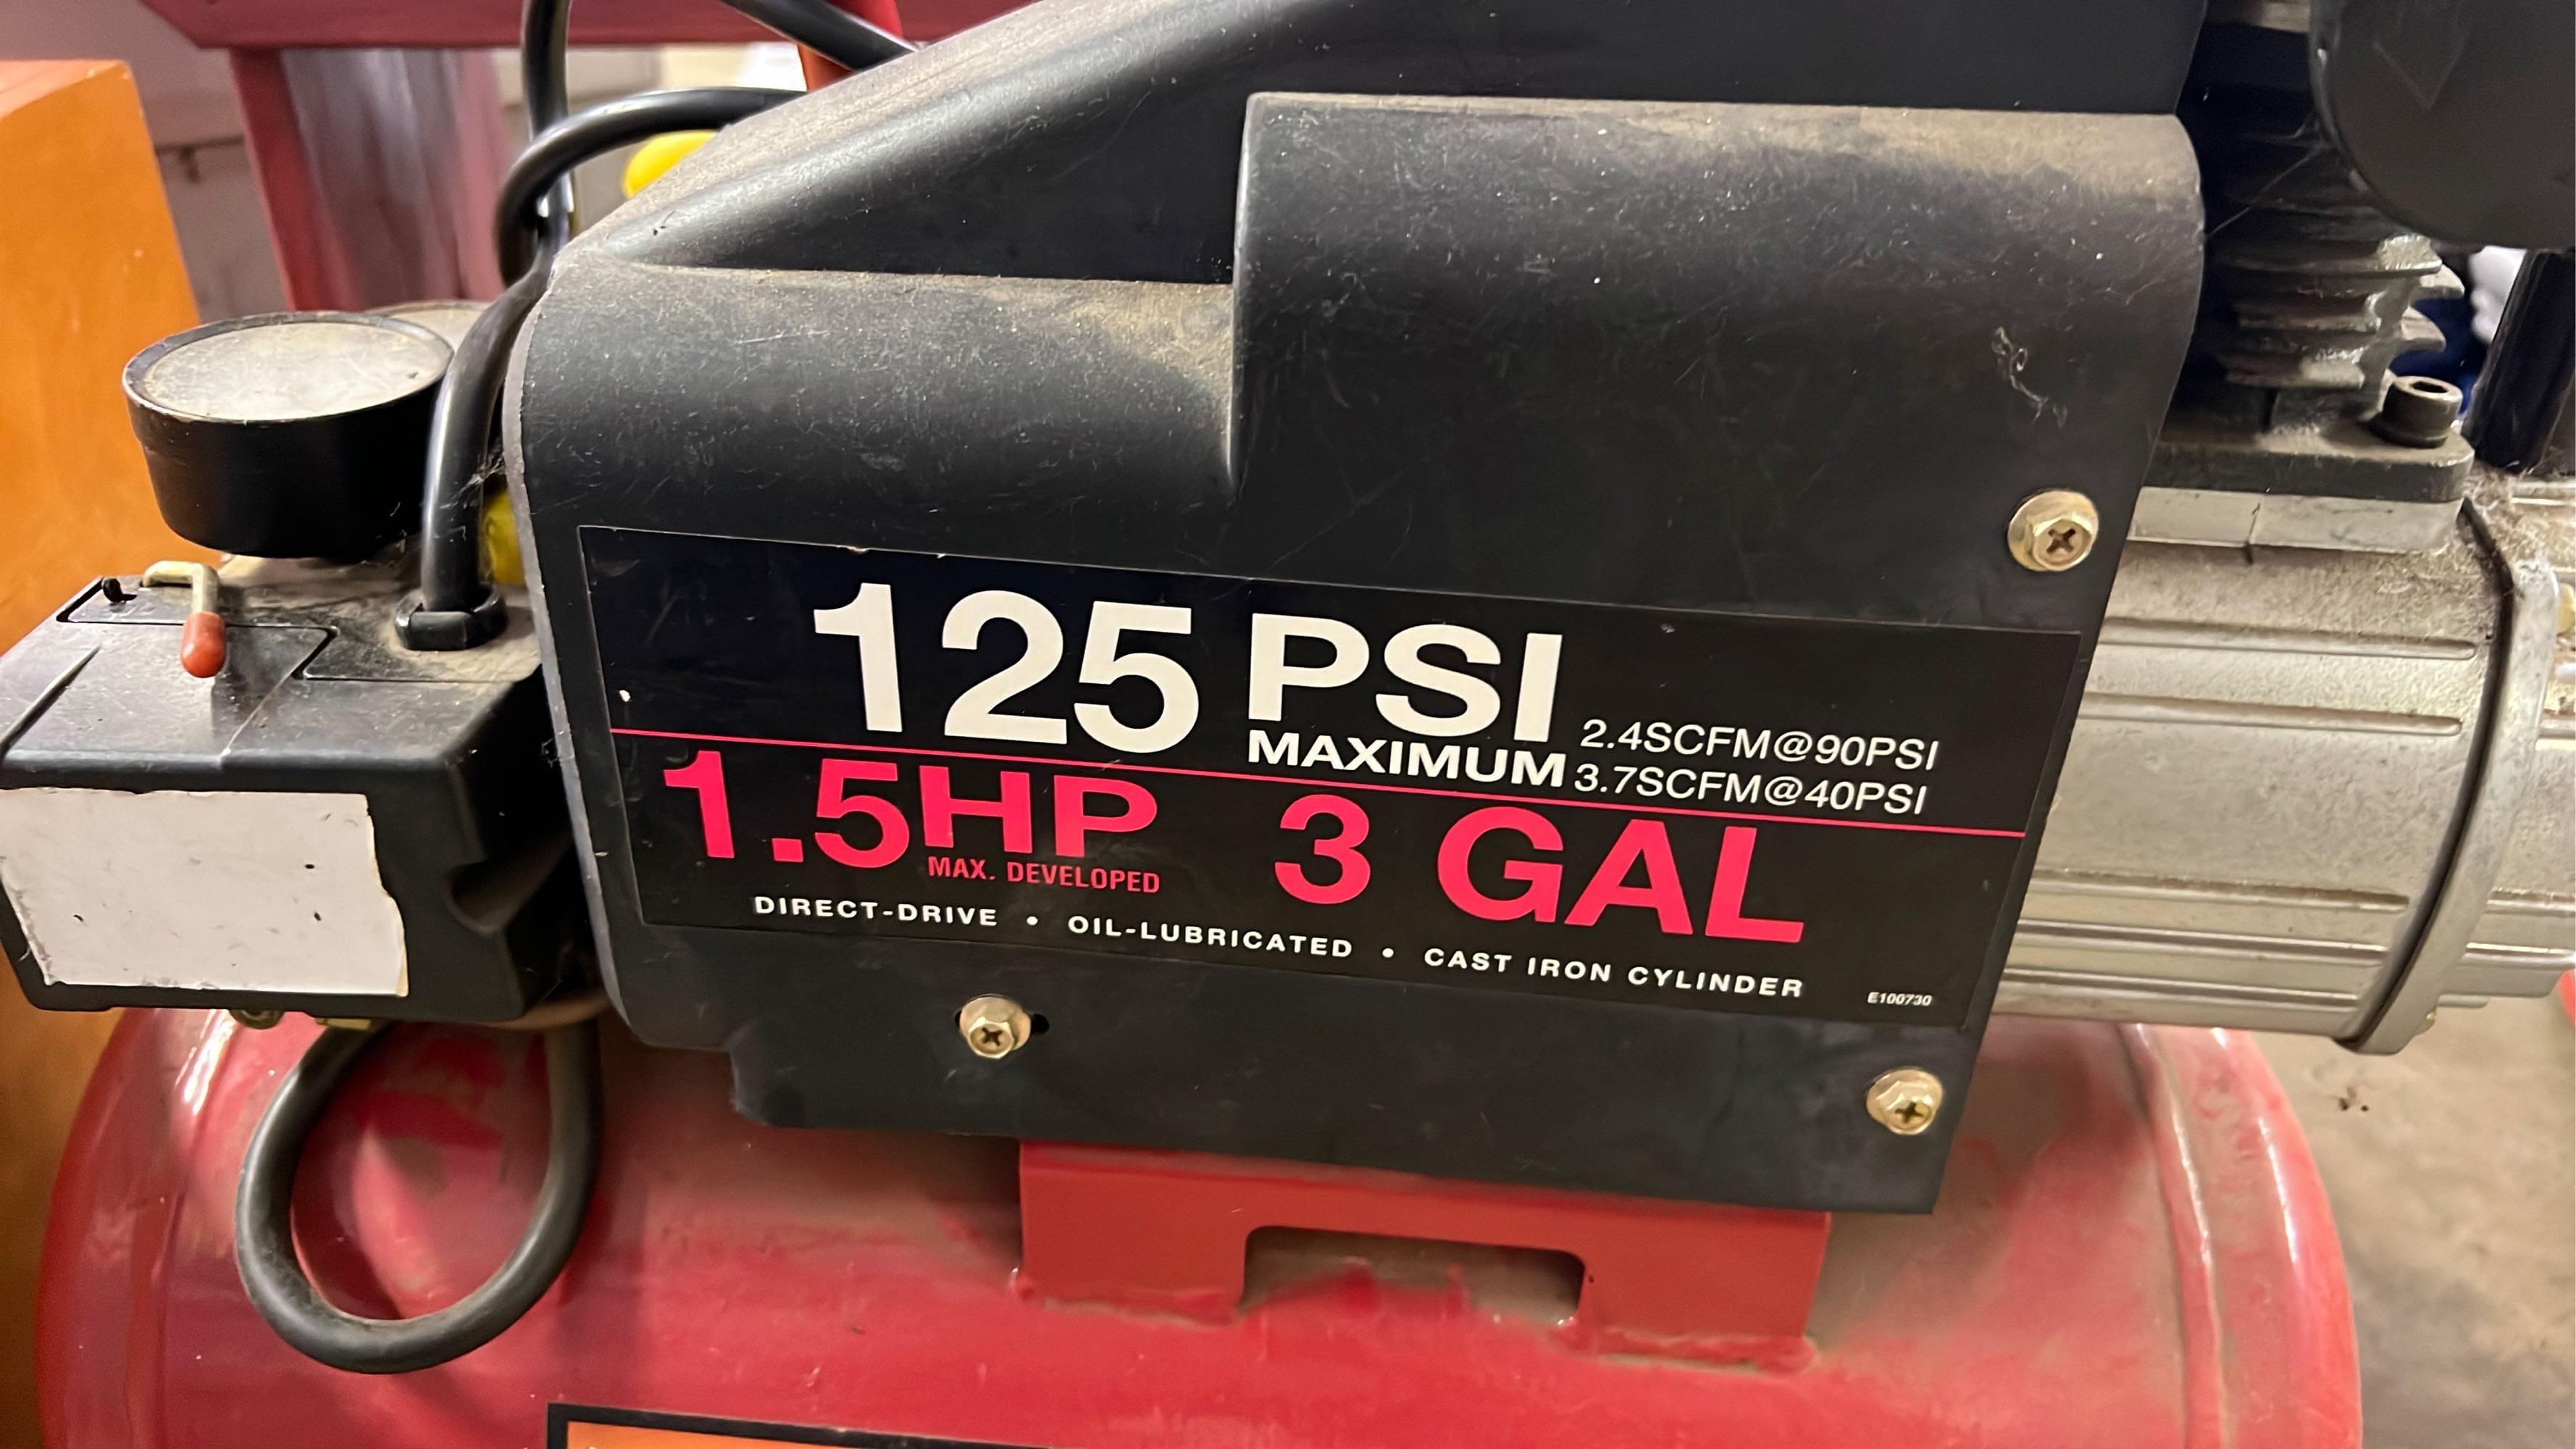 125 PSI
MAXIMUM
2.4SCFM@90PSI
3.7SCFM@40PSI
1.5HP 3 GAL
MAX. DEVELOPED
DIRECT-DRIVE • OIL-LUBRICATED • CAST IRON CYLINDER
E100730